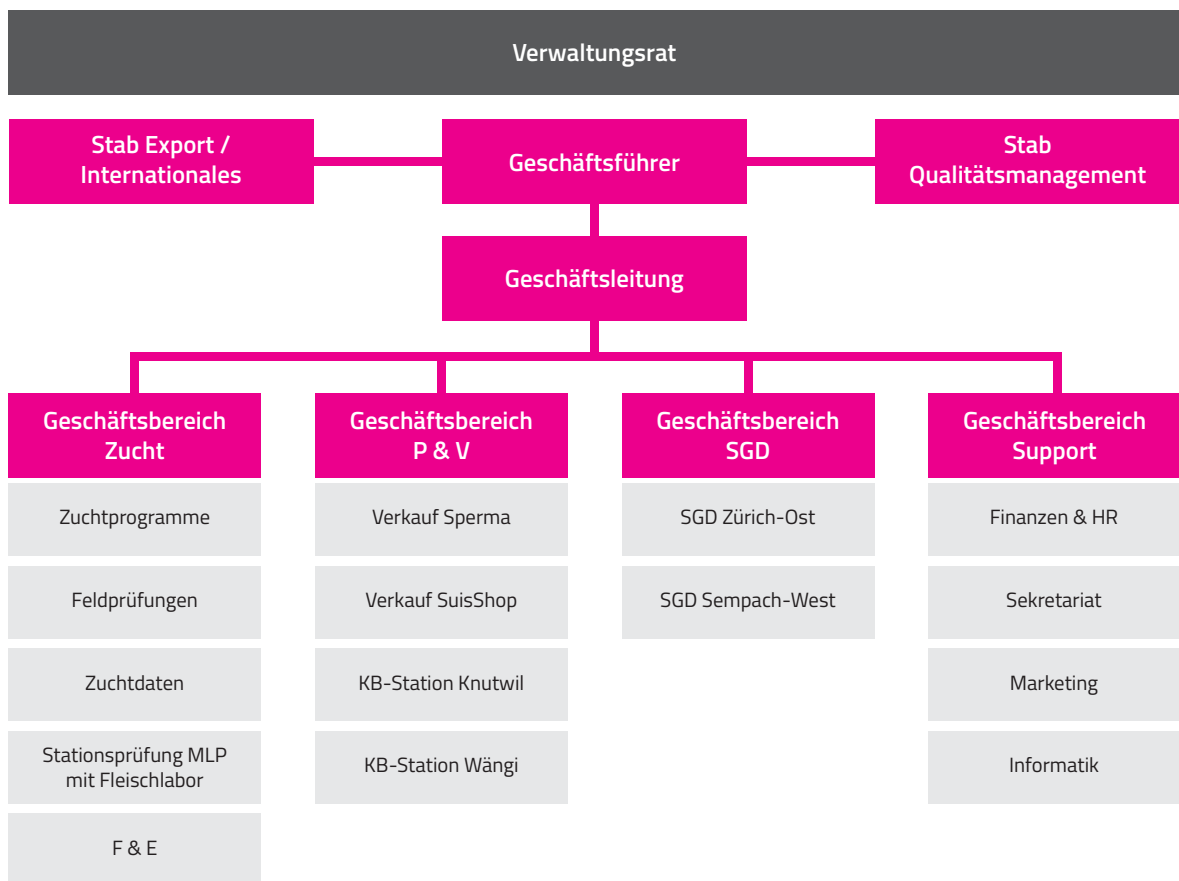 Verwaltungsrat
Stab Export /
Internationales
Geschäftsführer
Stab
Qualitätsmanagement
Geschäftsleitung
Geschäftsbereich
Zucht
Zuchtprogramme
Feldprüfungen
Zuchtdaten
Stationsprüfung MLP
mit Fleischlabor
F & E
Geschäftsbereich
P & V
Verkauf Sperma
Verkauf SuisShop
KB-Station Knutwil
KB-Station Wängi
Geschäftsbereich
SGD
SGD Zürich-Ost
SGD Sempach-West
Geschäftsbereich
Support
Finanzen & HR
Sekretariat
Marketing
Informatik